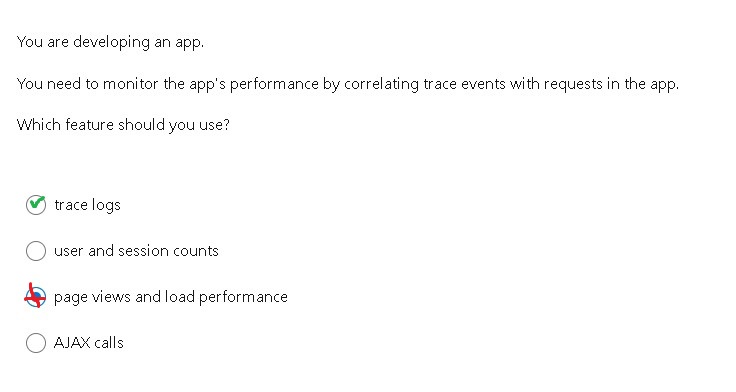 You are developing an app.
You need to monitor the app's performance by correlating trace events with requests in the app.
Which feature should you use?
trace logs
user and session counts
page views and load performance
AJAX calls